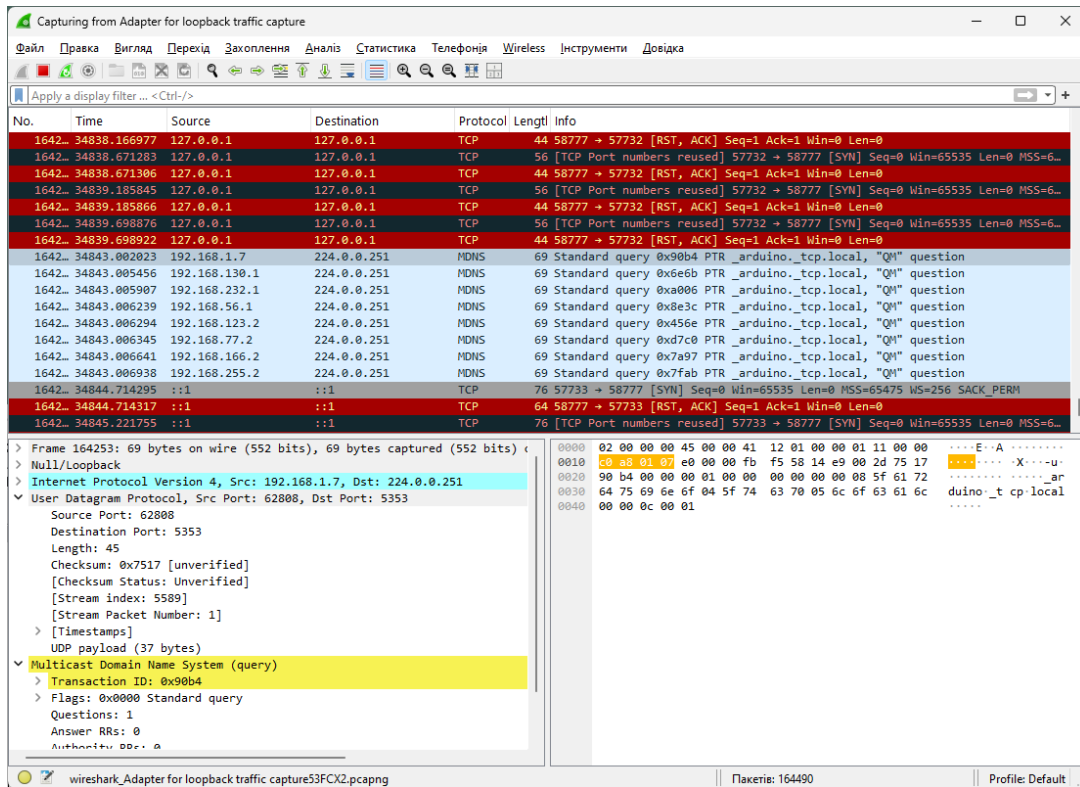 Capturing from Adapter for loopback traffic capture
Файл Правка Вигляд Перехід Захоплення Аналіз Статистика Телефонія Wireless Інструменти Довідка
Apply a display filter ... <Ctrl-/>
No. Time Source Destination Protocol Lengtl Info
1642… 34838.166977 127.0.0.1 127.0.0.1 TCP 44 58777 → 57732 [RST, ACK] Seq=1 Ack=1 Win=0 Len=0
1642… 34838.671283 127.0.0.1 127.0.0.1 TCP 56 [TCP Port numbers reused] 57732 → 58777 [SYN] Seq=0 Win=65535 Len=0 MSS=6…
1642… 34838.671306 127.0.0.1 127.0.0.1 TCP 44 58777 → 57732 [RST, ACK] Seq=1 Ack=1 Win=0 Len=0
1642… 34839.185845 127.0.0.1 127.0.0.1 TCP 56 [TCP Port numbers reused] 57732 → 58777 [SYN] Seq=0 Win=65535 Len=0 MSS=6…
1642… 34839.185866 127.0.0.1 127.0.0.1 TCP 44 58777 → 57732 [RST, ACK] Seq=1 Ack=1 Win=0 Len=0
1642… 34839.698876 127.0.0.1 127.0.0.1 TCP 56 [TCP Port numbers reused] 57732 → 58777 [SYN] Seq=0 Win=65535 Len=0 MSS=6…
1642… 34839.698922 127.0.0.1 127.0.0.1 TCP 44 58777 → 57732 [RST, ACK] Seq=1 Ack=1 Win=0 Len=0
1642… 34843.002023 192.168.1.7 224.0.0.251 MDNS 69 Standard query 0x90b4 PTR _arduino._tcp.local, "QM" question
1642… 34843.005456 192.168.130.1 224.0.0.251 MDNS 69 Standard query 0x6e6b PTR _arduino._tcp.local, "QM" question
1642… 34843.005907 192.168.232.1 224.0.0.251 MDNS 69 Standard query 0xa006 PTR _arduino._tcp.local, "QM" question
1642… 34843.006239 192.168.56.1 224.0.0.251 MDNS 69 Standard query 0x8e3c PTR _arduino._tcp.local, "QM" question
1642… 34843.006294 192.168.123.2 224.0.0.251 MDNS 69 Standard query 0x456e PTR _arduino._tcp.local, "QM" question
1642… 34843.006345 192.168.77.2 224.0.0.251 MDNS 69 Standard query 0xd7c0 PTR _arduino._tcp.local, "QM" question
1642… 34843.006641 192.168.166.2 224.0.0.251 MDNS 69 Standard query 0x7a97 PTR _arduino._tcp.local, "QM" question
1642… 34843.006938 192.168.255.2 224.0.0.251 MDNS 69 Standard query 0x7fab PTR _arduino._tcp.local, "QM" question
1642… 34844.714295 ::1 ::1 TCP 76 57733 → 58777 [SYN] Seq=0 Win=65535 Len=0 MSS=65475 WS=256 SACK_PERM
1642… 34844.714317 ::1 ::1 TCP 64 58777 → 57733 [RST, ACK] Seq=1 Ack=1 Win=0 Len=0
1642… 34845.221755 ::1 ::1 TCP 76 [TCP Port numbers reused] 57733 → 58777 [SYN] Seq=0 Win=65535 Len=0 MSS=6…
Frame 164253: 69 bytes on wire (552 bits), 69 bytes captured (552 bits)
Null/Loopback
Internet Protocol Version 4, Src: 192.168.1.7, Dst: 224.0.0.251
User Datagram Protocol, Src Port: 62808, Dst Port: 5353
Source Port: 62808
Destination Port: 5353
Length: 45
Checksum: 0x7517 [unverified]
[Checksum Status: Unverified]
[Stream index: 5589]
[Stream Packet Number: 1]
[Timestamps]
UDP payload (37 bytes)
Multicast Domain Name System (query)
Transaction ID: 0x90b4
Flags: 0x0000 Standard query
Questions: 1
Answer RRs: 0
Authority RRs: 0
0000 02 00 00 00 45 00 00 41 12 01 00 00 01 11 00 00 ····E··A ········
0010 c0 a8 01 07 e0 00 00 fb f5 58 14 e9 00 2d 75 17 ········ ·X···-u·
0020 90 b4 00 00 00 01 00 00 00 00 00 00 08 5f 61 72 ········ ·····_ar
0030 64 75 69 6e 6f 04 5f 74 63 70 05 6c 6f 63 61 6c duino·_t cp·local
0040 00 00 0c 00 01 ·····
wireshark_Adapter for loopback traffic capture53FCX2.pcapng
Пакетів: 164490
Profile: Default